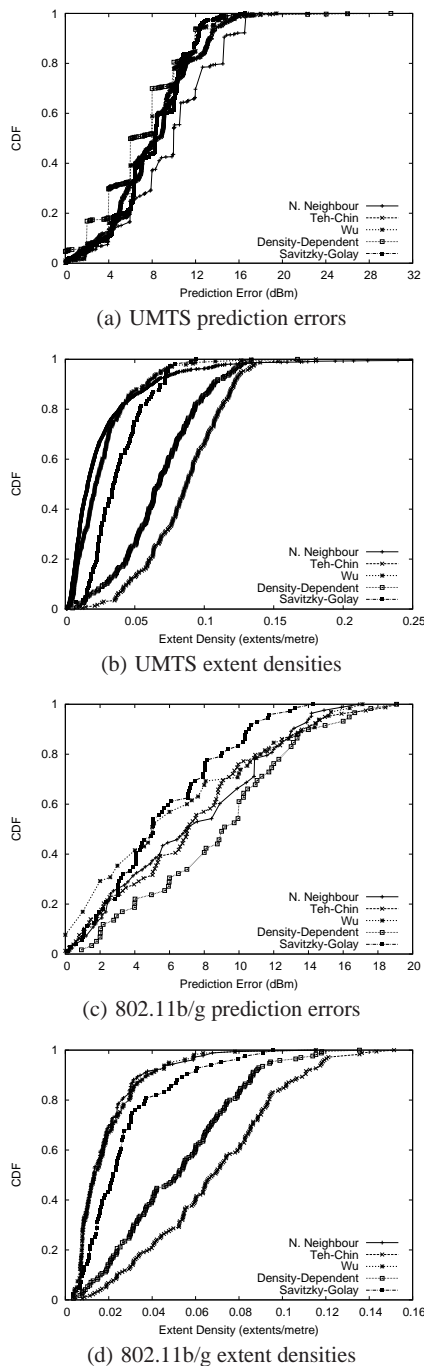 1
0.8
0.6
0.4
0.2
0
CDF
N. Neighbour
Teh-Chin
Wu
Density-Dependent
Savitzky-Golay
0 4 8 12 16 20 24 28 32
Prediction Error (dBm)
(a) UMTS prediction errors
1
0.8
0.6
0.4
0.2
0
CDF
N. Neighbour
Teh-Chin
Wu
Density-Dependent
Savitzky-Golay
0 0.05 0.1 0.15 0.2 0.25
Extent Density (extents/metre)
(b) UMTS extent densities
1
0.8
0.6
0.4
0.2
0
CDF
N. Neighbour
Teh-Chin
Wu
Density-Dependent
Savitzky-Golay
0 2 4 6 8 10 12 14 16 18 20
Prediction Error (dBm)
(c) 802.11b/g prediction errors
1
0.8
0.6
0.4
0.2
0
CDF
N. Neighbour
Teh-Chin
Wu
Density-Dependent
Savitzky-Golay
0.02 0.04 0.06 0.08 0.1 0.12 0.14 0.16
Extent Density (extents/metre)
(d) 802.11b/g extent densities